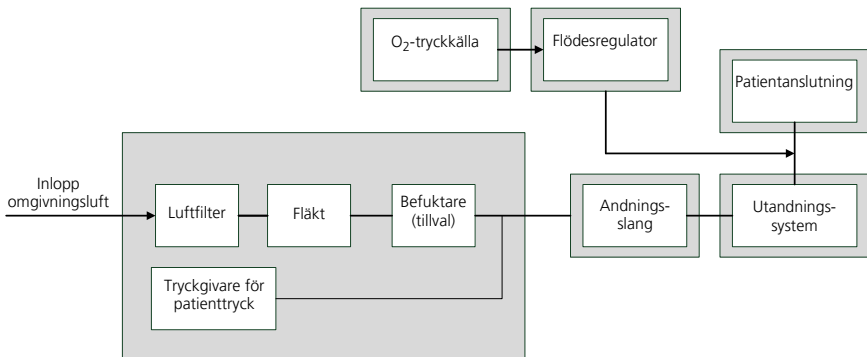 O2-tryckkälla
Flödesregulator
Patientanslutning
Inlopp
omgivningsluft
Luftfilter
Fläkt
Befuktare
(tillval)
Andnings-
slang
Utandnings-
system
Tryckgivare för
patienttryck